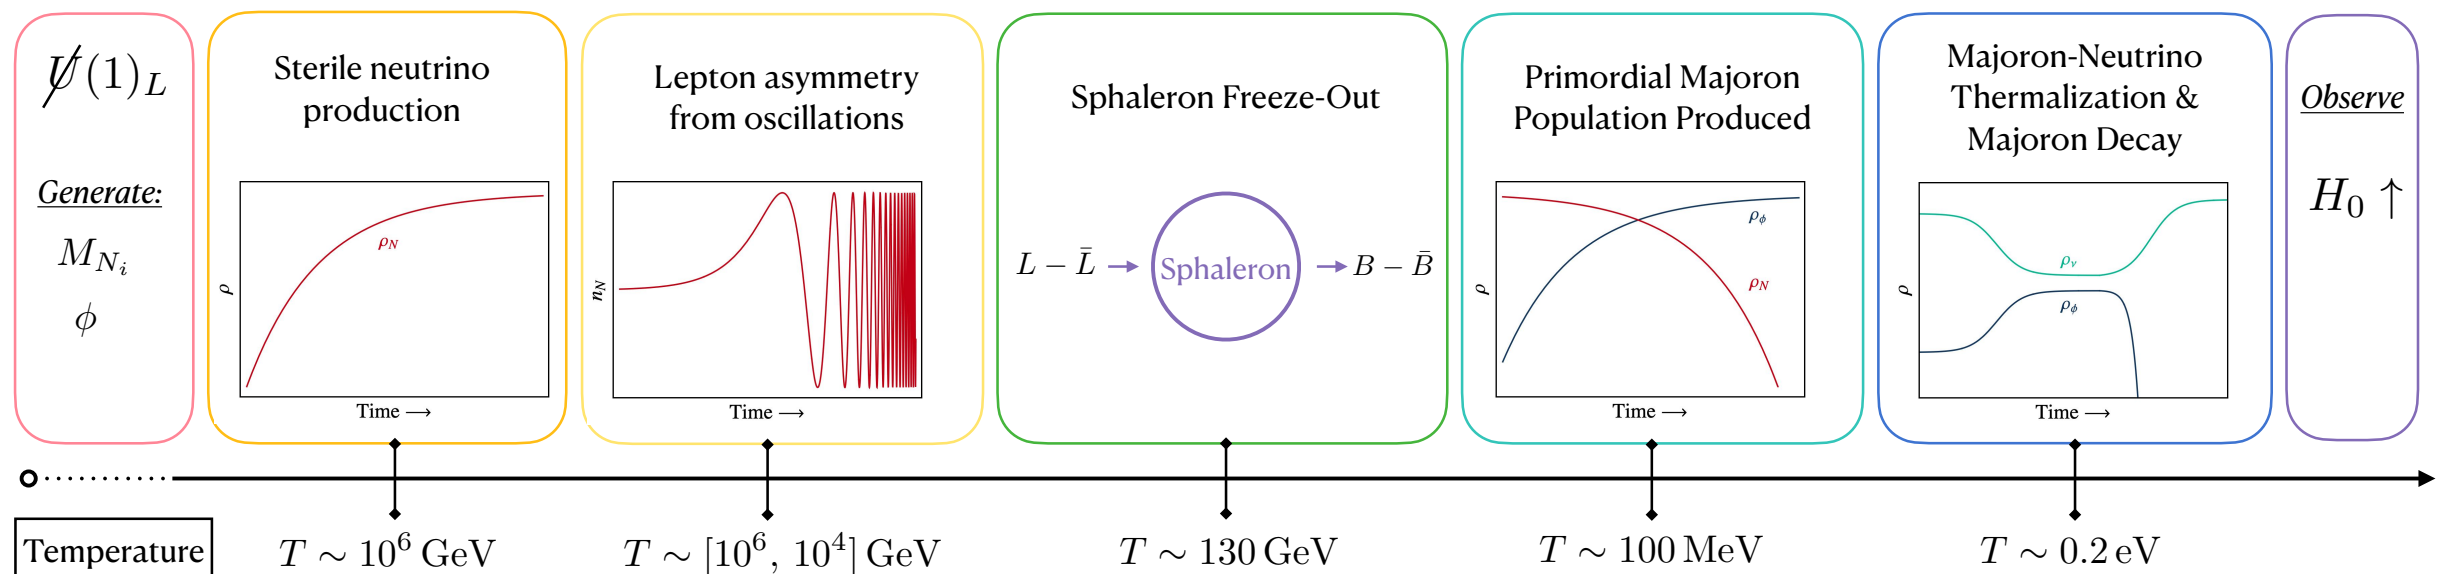 U̸(1)_L
Generate:
M_{N_i}
ϕ
Sterile neutrino
production
ρ_N
ρ
Time ⟶
Lepton asymmetry
from oscillations
n_N
Time ⟶
Sphaleron Freeze-Out
L − L̄ → Sphaleron → B − B̄
Primordial Majoron
Population Produced
ρ_ϕ
ρ_N
ρ
Time ⟶
Majoron-Neutrino
Thermalization &
Majoron Decay
ρ_ν
ρ_ϕ
ρ
Time ⟶
Observe
H_0 ↑
Temperature
T ∼ 10^6 GeV
T ∼ [10^6, 10^4] GeV
T ∼ 130 GeV
T ∼ 100 MeV
T ∼ 0.2 eV